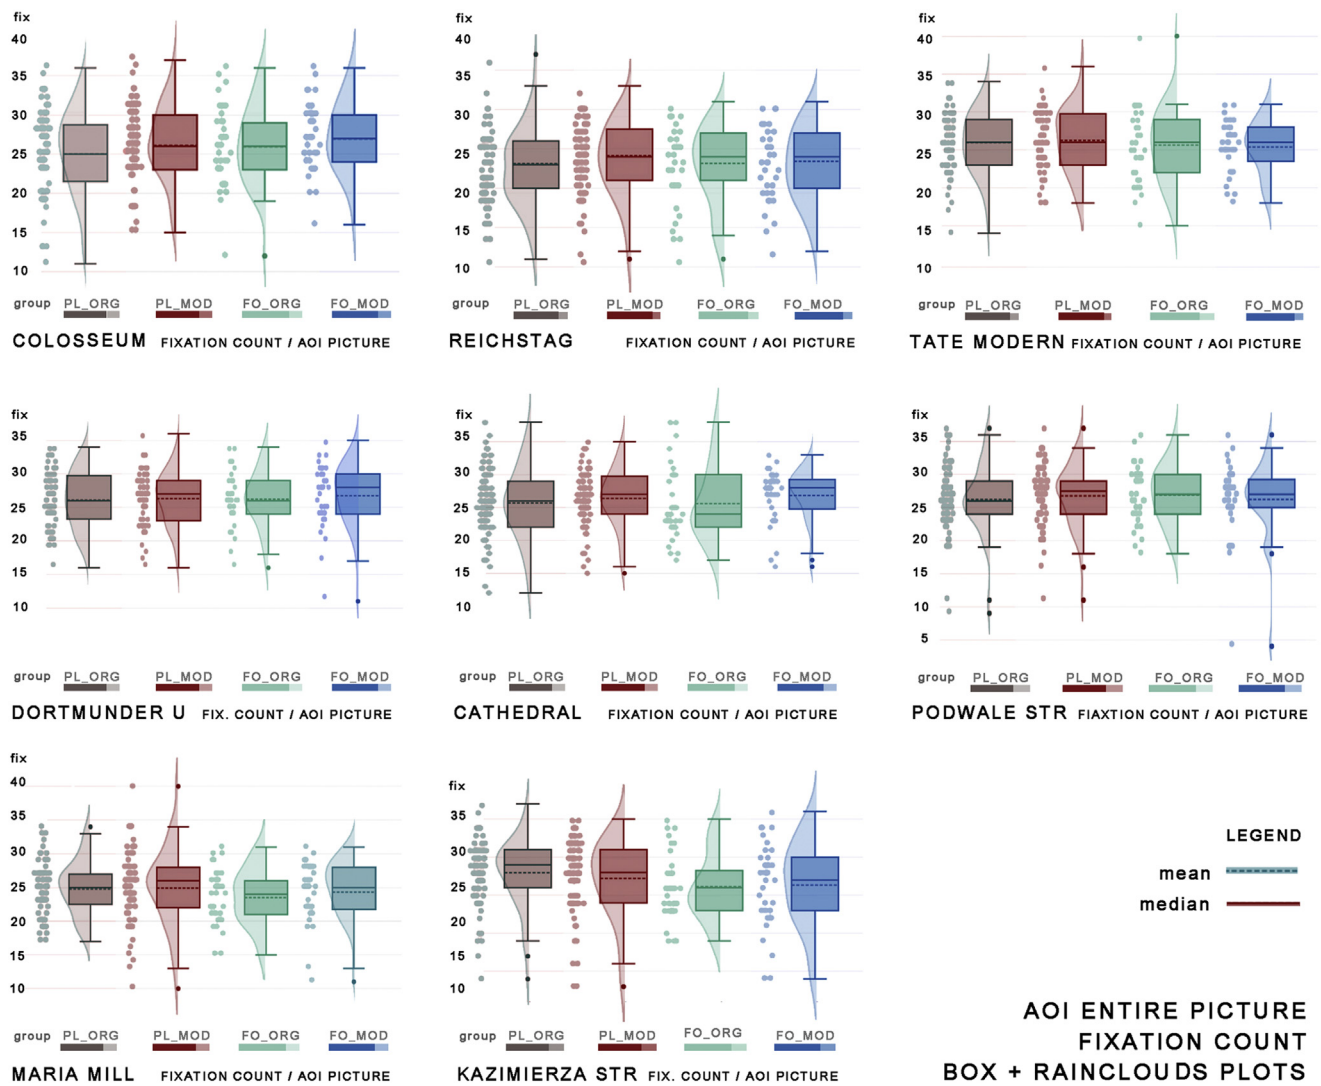 fix
40
35
30
25
20
15
10
group PL_ORG PL_MOD FO_ORG FO_MOD
COLOSSEUM FIXATION COUNT / AOI PICTURE
fix
40
35
30
25
20
15
10
group PL_ORG PL_MOD FO_ORG FO_MOD
REICHSTAG FIXATION COUNT / AOI PICTURE
fix
40
35
30
25
20
15
10
group PL_ORG PL_MOD FO_ORG FO_MOD
TATE MODERN FIXATION COUNT / AOI PICTURE
fix
35
30
25
20
15
10
group PL_ORG PL_MOD FO_ORG FO_MOD
DORTMUNDER U FIX. COUNT / AOI PICTURE
fix
35
30
25
20
15
10
group PL_ORG PL_MOD FO_ORG FO_MOD
CATHEDRAL FIXATION COUNT / AOI PICTURE
fix
35
30
25
20
15
10
5
group PL_ORG PL_MOD FO_ORG FO_MOD
PODWALE STR FIAXTION COUNT / AOI PICTURE
fix
40
35
30
25
20
15
10
group PL_ORG PL_MOD FO_ORG FO_MOD
MARIA MILL FIXATION COUNT / AOI PICTURE
fix
35
30
25
20
15
10
group PL_ORG PL_MOD FO_ORG FO_MOD
KAZIMIERZA STR FIX. COUNT / AOI PICTURE
LEGEND
mean
median
AOI ENTIRE PICTURE
FIXATION COUNT
BOX + RAINCLOUDS PLOTS